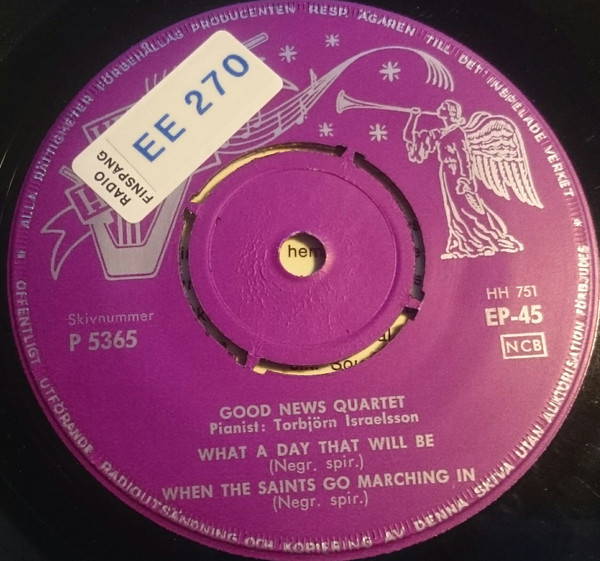 ALLA RÄTTIGHETER FÖRBEHÅLLAS PRODUCENTEN RESP. ÄGAREN TILL DET INSPELADE VERKET
OFFENTLIGT UTFÖRANDE RADIOUTSÄNDNING OCH KOPIERING AV DENNA SKIVA UTAN AUKTORISATION FÖRBJUDES
EE 270
RADIO
FINSPANG
hem
HH 751
Skivnummer
EP-45
P 5365
NCB
GOOD NEWS QUARTET
Pianist: Torbjörn Israelsson
WHAT A DAY THAT WILL BE
(Negr. spir.)
WHEN THE SAINTS GO MARCHING IN
(Negr. spir.)